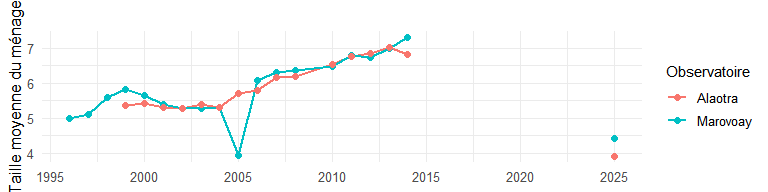 Taille moyenne du ménage
7
6
5
4
1995 2000 2005 2010 2015 2020 2025
Observatoire
Alaotra
Marovoay